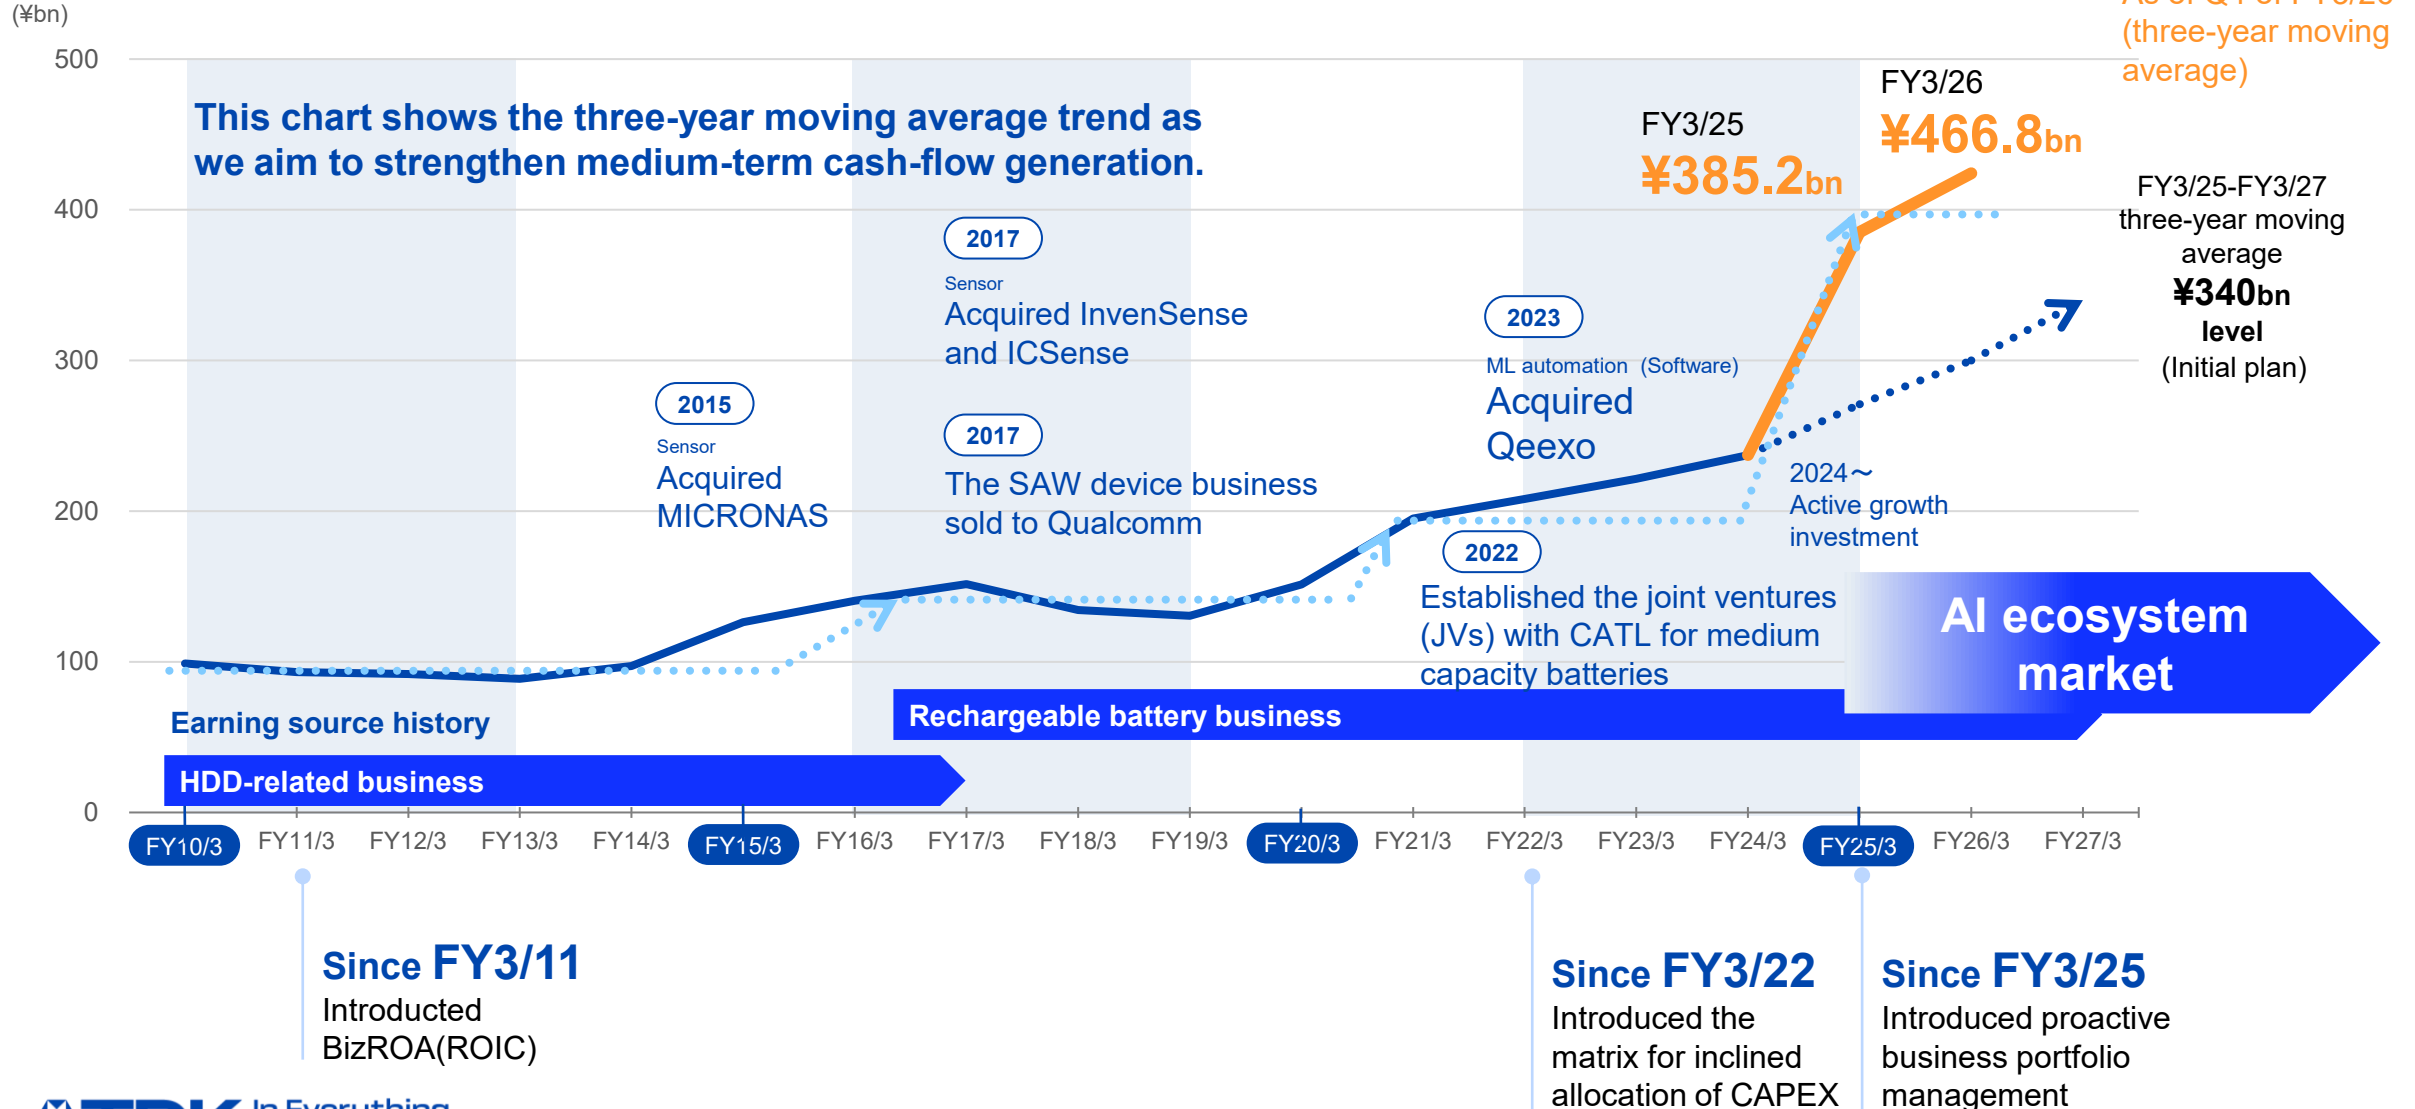 (¥bn)
(three-year moving
average)
500
400
300
200
100
0
This chart shows the three-year moving average trend as
we aim to strengthen medium-term cash-flow generation.
FY3/25
¥385.2bn
FY3/26
¥466.8bn
FY3/25-FY3/27
three-year moving
average
¥340bn
level
(Initial plan)
2015
Sensor
Acquired
MICRONAS
2017
Sensor
Acquired InvenSense
and ICSense
2017
The SAW device business
sold to Qualcomm
2023
ML automation (Software)
Acquired
Qeexo
2024～
Active growth
investment
2022
Established the joint ventures
(JVs) with CATL for medium
capacity batteries
AI ecosystem
market
Earning source history
Rechargeable battery business
HDD-related business
FY10/3 FY11/3 FY12/3 FY13/3 FY14/3 FY15/3 FY16/3 FY17/3 FY18/3 FY19/3 FY20/3 FY21/3 FY22/3 FY23/3 FY24/3 FY25/3 FY26/3 FY27/3
Since FY3/11
Introducted
BizROA(ROIC)
Since FY3/22
Introduced the
matrix for inclined
allocation of CAPEX
Since FY3/25
Introduced proactive
business portfolio
management
TDK In Everything